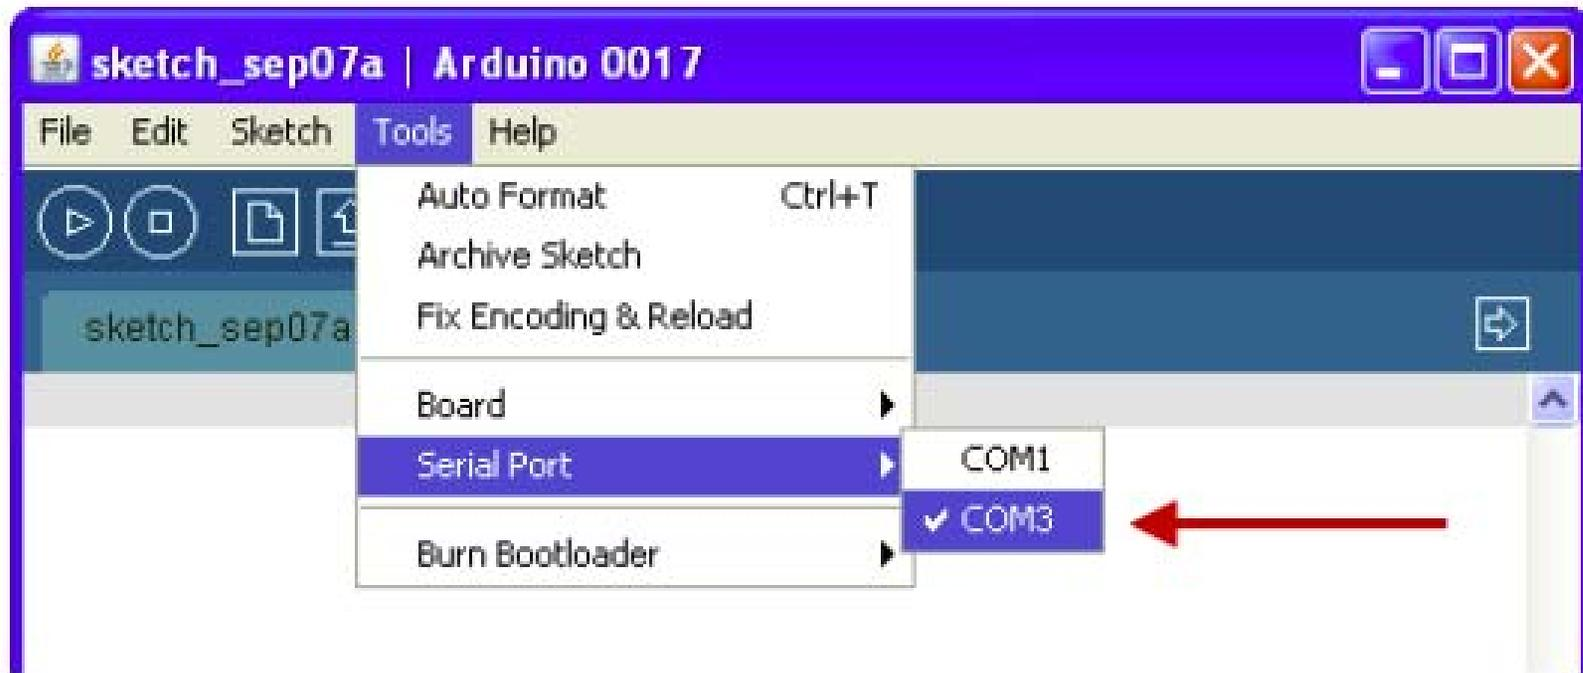 sketch_sep07a | Arduino 0017
File Edit Sketch Tools Help
Auto Format Ctrl+T
Archive Sketch
Fix Encoding & Reload
sketch_sep07a
Board
Serial Port
COM1
COM3
Burn Bootloader